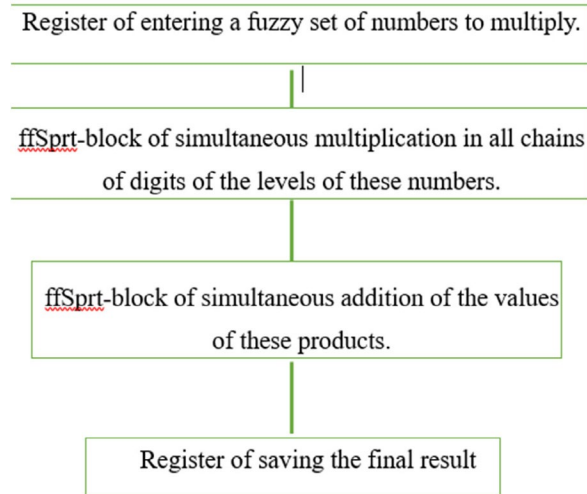 Register of entering a fuzzy set of numbers to multiply.
ffSprt-block of simultaneous multiplication in all chains
of digits of the levels of these numbers.
ffSprt-block of simultaneous addition of the values
of these products.
Register of saving the final result